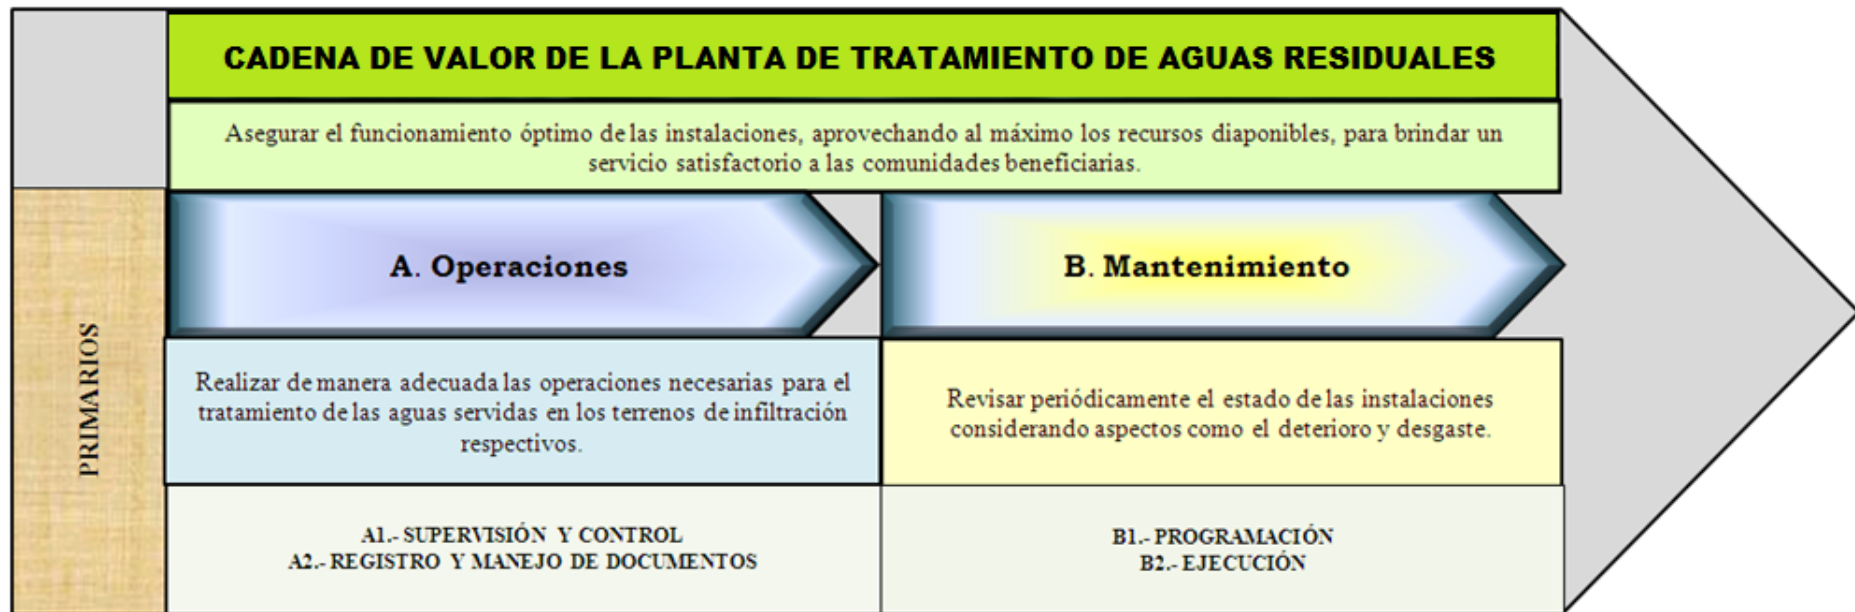 CADENA DE VALOR DE LA PLANTA DE TRATAMIENTO DE AGUAS RESIDUALES
Asegurar el funcionamiento óptimo de las instalaciones, aprovechando al máximo los recursos diaponibles, para brindar un
servicio satisfactorio a las comunidades beneficiarias.
PRIMARIOS
A. Operaciones
Realizar de manera adecuada las operaciones necesarias para el
tratamiento de las aguas servidas en los terrenos de infiltración
respectivos.
A1.- SUPERVISIÓN Y CONTROL
A2.- REGISTRO Y MANEJO DE DOCUMENTOS
B. Mantenimiento
Revisar periódicamente el estado de las instalaciones
considerando aspectos como el deterioro y desgaste.
B1.- PROGRAMACIÓN
B2.- EJECUCIÓN